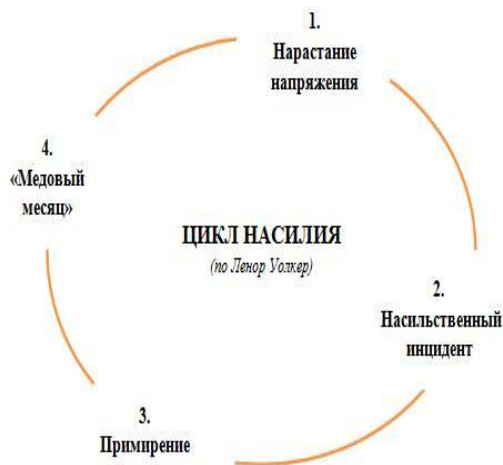 1.
Нарастание
напряжения
4.
«Медовый
месяц»
ЦИКЛ НАСИЛИЯ
(по Ленор Уолкер)
2.
Насильственный
инцидент
3.
Примирение